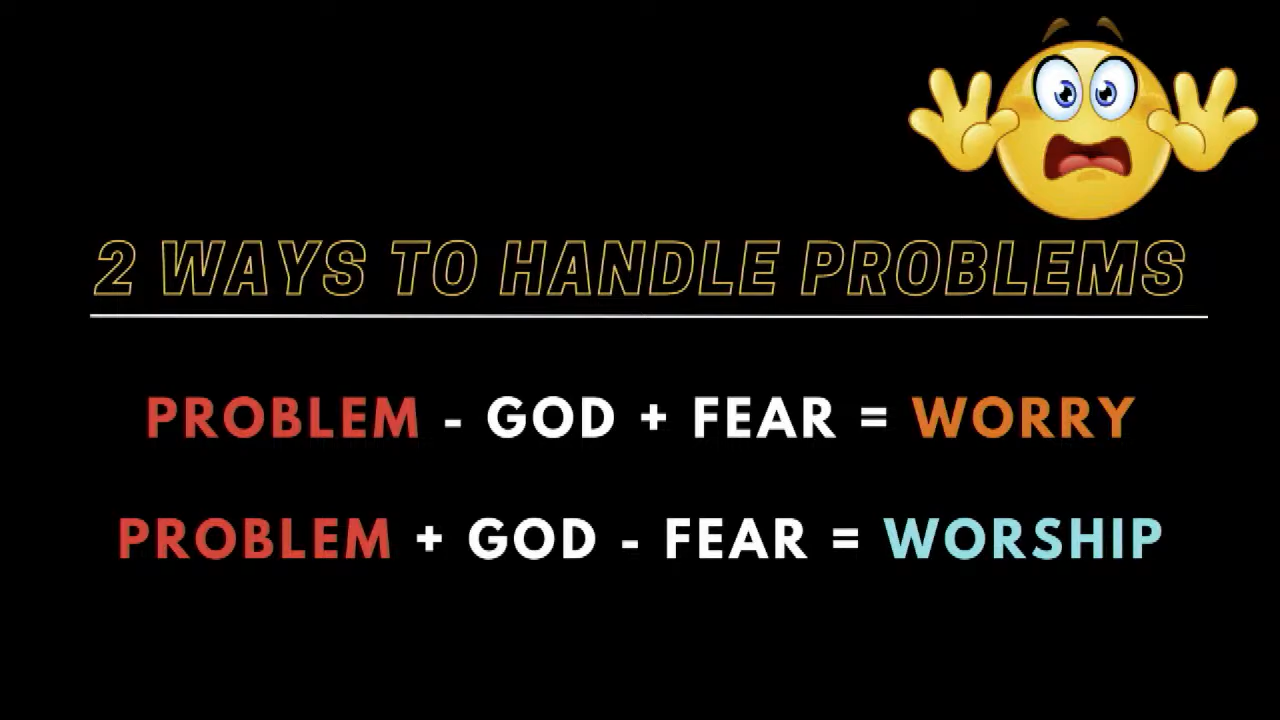 2 WAYS TO HANDLE PROBLEMS
PROBLEM - GOD + FEAR = WORRY
PROBLEM + GOD - FEAR = WORSHIP